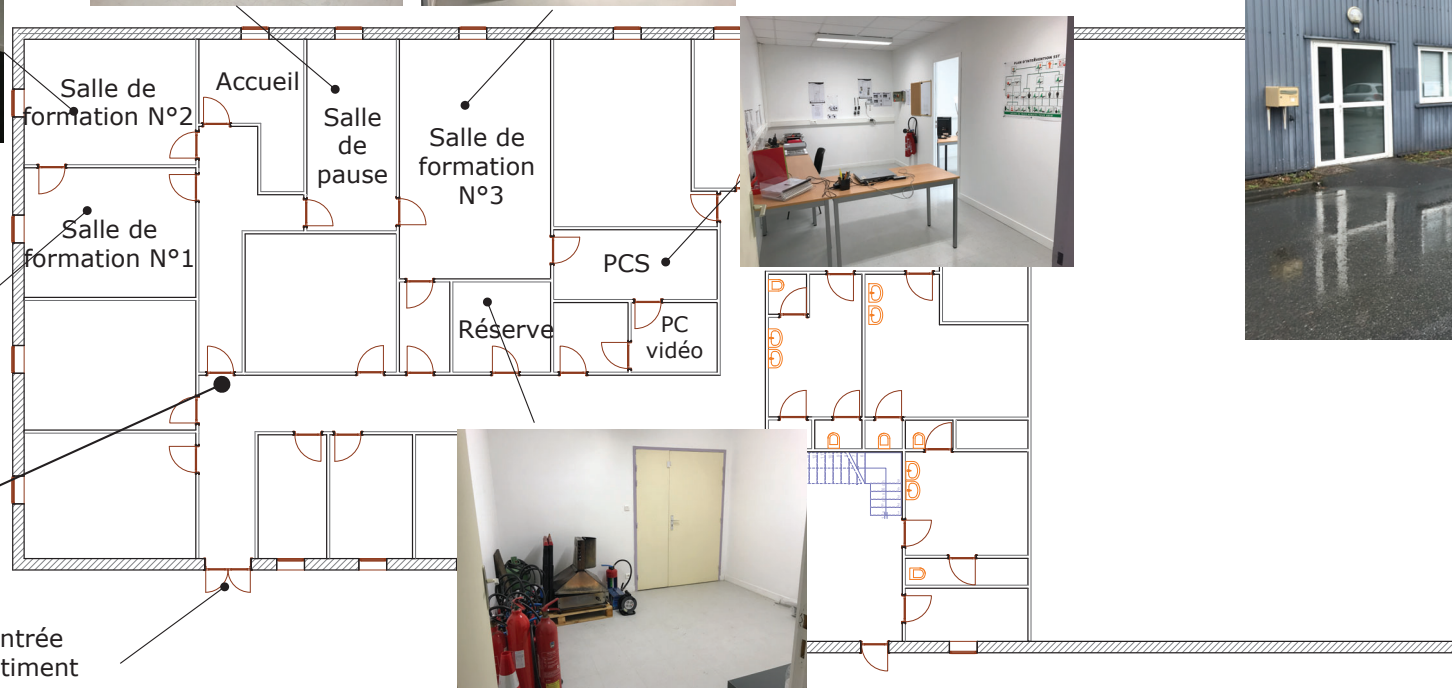 Salle de
formation N°2
Accueil
Salle
de
pause
Salle de
formation
N°3
Salle de
formation N°1
PCS
Réserve
PC
vidéo
ntrée
timent